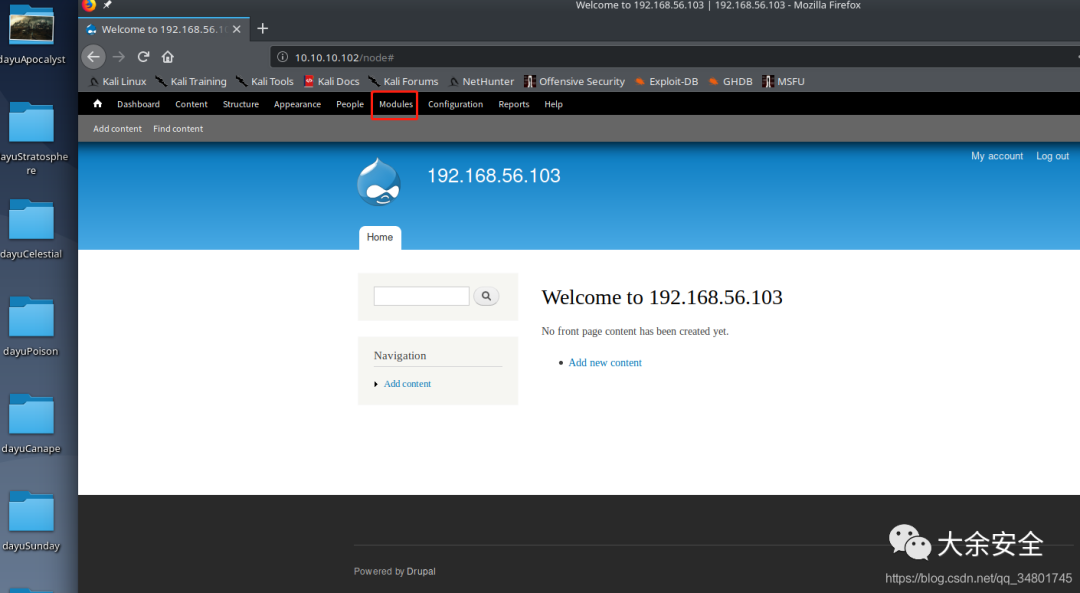 Welcome to 192.168.56.103 | 192.168.56.103 - Mozilla Firefox
Welcome to 192.168.56.10
10.10.10.102/node#
Kali Linux Kali Training Kali Tools Kali Docs Kali Forums NetHunter Offensive Security Exploit-DB GHDB MSFU
Dashboard Content Structure Appearance People Modules Configuration Reports Help
Add content Find content
My account Log out
192.168.56.103
Home
Welcome to 192.168.56.103
No front page content has been created yet.
Add new content
Navigation
Add content
Powered by Drupal
dayuApocalyst
ayuStratosphe
re
dayuCelestial
dayuPoison
dayuCanape
dayuSunday
大余安全
https://blog.csdn.net/qq_34801745